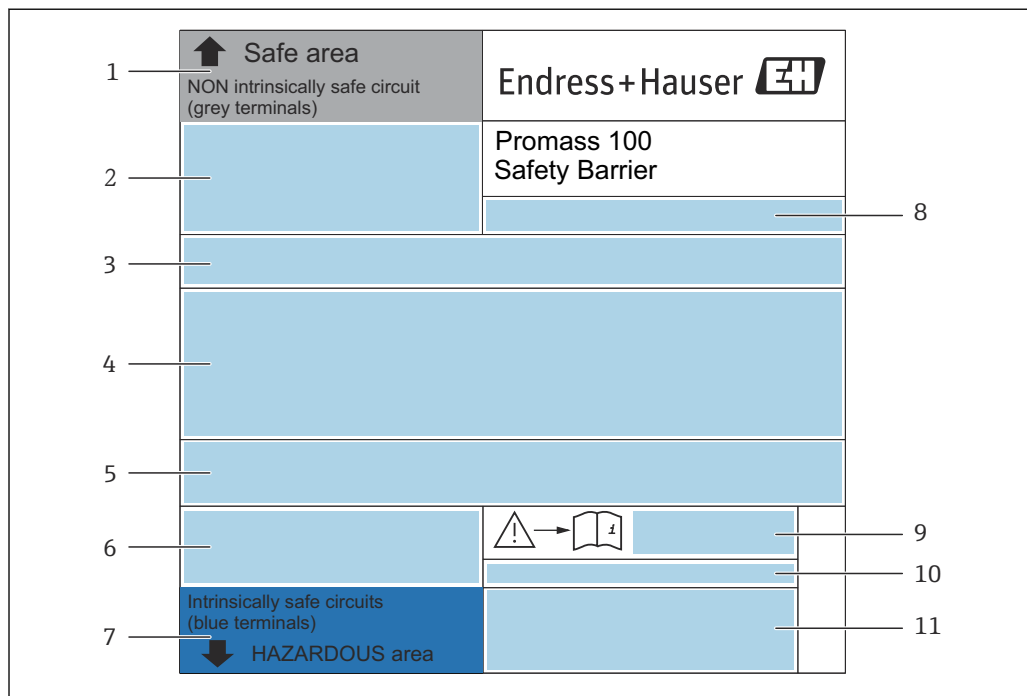 Safe area
NON intrinsically safe circuit
(grey terminals)
Endress+Hauser EH
Promass 100
Safety Barrier
1
2
3
4
5
6
7
8
9
10
11
i
Intrinsically safe circuits
(blue terminals)
HAZARDOUS area